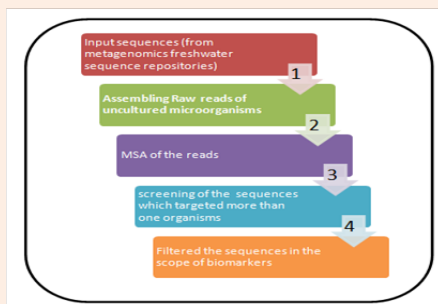 Input sequences (from
metagenomics freshwater
sequence repositories)
1
Assembling Raw reads of
uncultured microorganisms
2
MSA of the reads
3
screening of the sequences
which targeted more than
one organisms
4
Filtered the sequences in the
scope of biomarkers